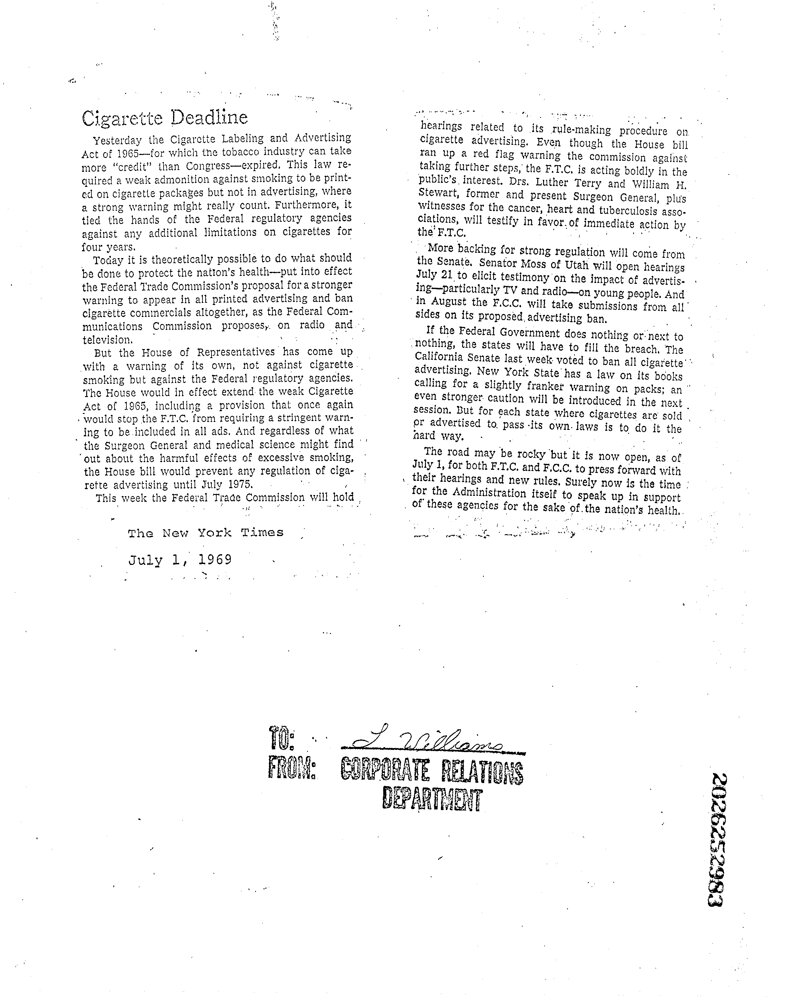 Cigarette Deadline
Yesterday the Cigarette Labeling and Advertising
Act of 1965—for which the tobacco industry can take
more "credit" than Congress—expired. This law re-
quired a weak admonition against smoking to be print-
ed on cigarette packages but not in advertising, where
a strong warning might really count. Furthermore, it
tied the hands of the Federal regulatory agencies
against any additional limitations on cigarettes for
four years.
Today it is theoretically possible to do what should
be done to protect the nation's health—put into effect
the Federal Trade Commission's proposal for a stronger
warning to appear in all printed advertising and ban
cigarette commercials altogether, as the Federal Com-
munications Commission proposes, on radio and
television.
But the House of Representatives has come up
with a warning of its own, not against cigarette
smoking but against the Federal regulatory agencies.
The House would in effect extend the weak Cigarette
Act of 1965, including a provision that once again
would stop the F.T.C. from requiring a stringent warn-
ing to be included in all ads. And regardless of what
the Surgeon General and medical science might find
out about the harmful effects of excessive smoking,
the House bill would prevent any regulation of ciga-
rette advertising until July 1975.
This week the Federal Trade Commission will hold
The New York Times
July 1, 1969
hearings related to its rule-making procedure on
cigarette advertising. Even though the House bill
ran up a red flag warning the commission against
taking further steps, the F.T.C. is acting boldly in the
public's interest. Drs. Luther Terry and William H.
Stewart, former and present Surgeon General, plus
witnesses for the cancer, heart and tuberculosis asso-
ciations, will testify in favor of immediate action by
the F.T.C.
More backing for strong regulation will come from
the Senate. Senator Moss of Utah will open hearings
July 21 to elicit testimony on the impact of advertis-
ing—particularly TV and radio—on young people. And
in August the F.C.C. will take submissions from all
sides on its proposed advertising ban.
If the Federal Government does nothing or next to
nothing, the states will have to fill the breach. The
California Senate last week voted to ban all cigarette
advertising. New York State has a law on its books
calling for a slightly franker warning on packs; an
even stronger caution will be introduced in the next
session. But for each state where cigarettes are sold
or advertised to pass its own laws is to do it the
hard way.
The road may be rocky but it is now open, as of
July 1, for both F.T.C. and F.C.C. to press forward with
their hearings and new rules. Surely now is the time
for the Administration itself to speak up in support
of these agencies for the sake of the nation's health.
TO: J Williams
FROM: CORPORATE RELATIONS
DEPARTMENT
2026252983